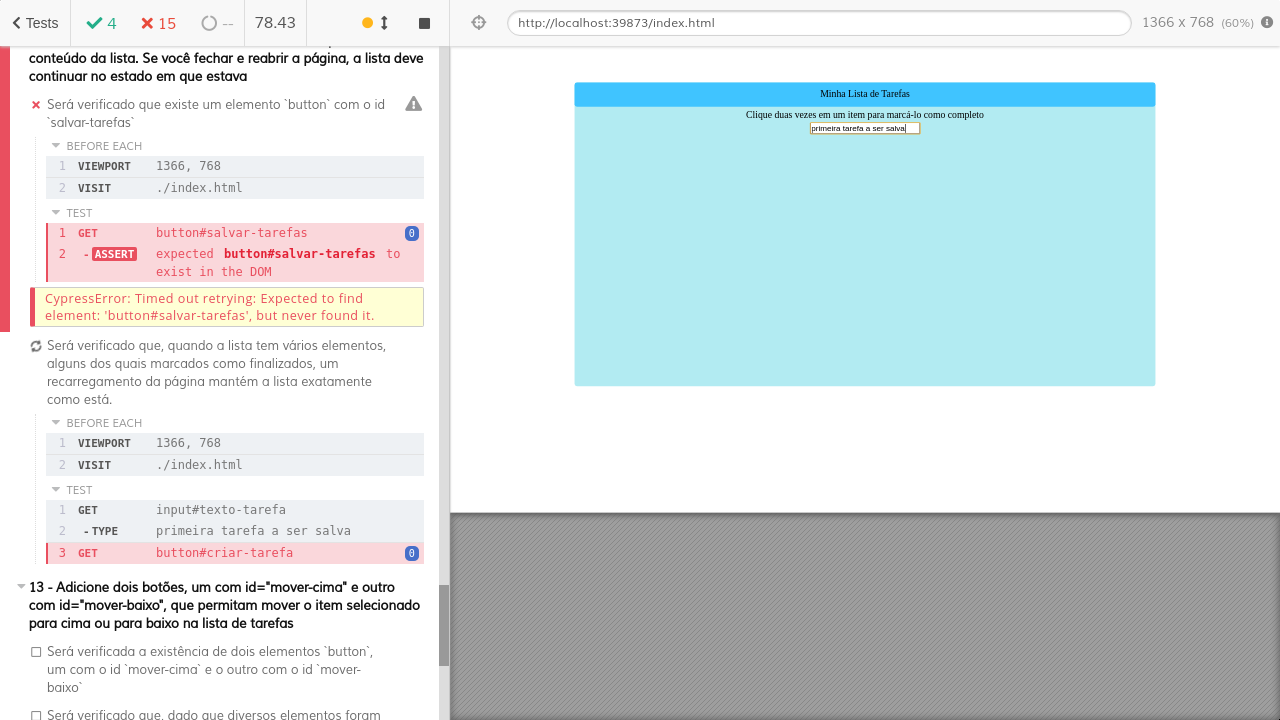 Tests 4 15 -- 78.43
http://localhost:39873/index.html 1366 x 768 (60%)
conteúdo da lista. Se você fechar e reabrir a página, a lista deve
continuar no estado em que estava
Será verificado que existe um elemento `button` com o id
`salvar-tarefas`
BEFORE EACH
1 VIEWPORT 1366, 768
2 VISIT ./index.html
TEST
1 GET button#salvar-tarefas 0
2 -ASSERT expected button#salvar-tarefas to
exist in the DOM
CypressError: Timed out retrying: Expected to find
element: 'button#salvar-tarefas', but never found it.
Será verificado que, quando a lista tem vários elementos,
alguns dos quais marcados como finalizados, um
recarregamento da página mantém a lista exatamente
como está.
BEFORE EACH
1 VIEWPORT 1366, 768
2 VISIT ./index.html
TEST
1 GET input#texto-tarefa
2 -TYPE primeira tarefa a ser salva
3 GET button#criar-tarefa 0
13 - Adicione dois botões, um com id="mover-cima" e outro
com id="mover-baixo", que permitam mover o item selecionado
para cima ou para baixo na lista de tarefas
Será verificada a existência de dois elementos `button`,
um com o id `mover-cima` e o outro com o id `mover-
baixo`
Será verificado que, dado que diversos elementos foram
Minha Lista de Tarefas
Clique duas vezes em um item para marcá-lo como completo
primeira tarefa a ser salva